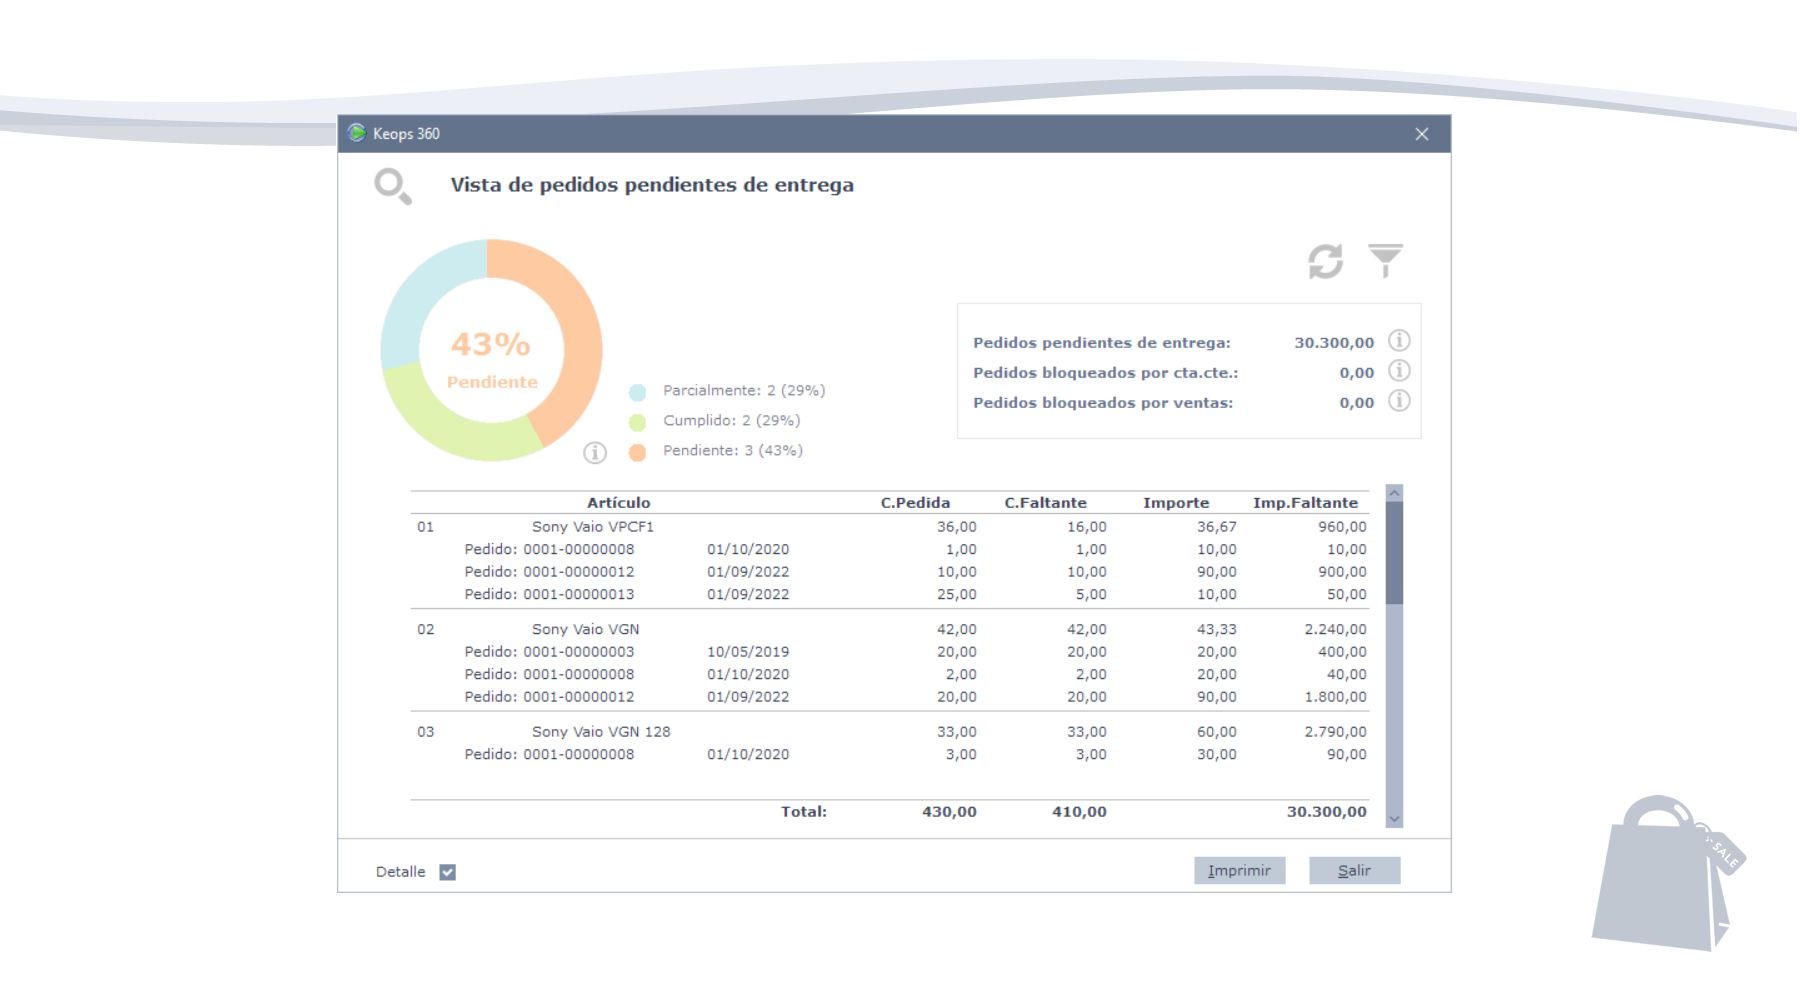 Keops 360
Vista de pedidos pendientes de entrega
43%
Pendiente
Parcialmente: 2 (29%)
Cumplido: 2 (29%)
Pendiente: 3 (43%)
Pedidos pendientes de entrega: 30.300,00
Pedidos bloqueados por cta.cte.: 0,00
Pedidos bloqueados por ventas: 0,00
Artículo C.Pedida C.Faltante Importe Imp.Faltante
01 Sony Vaio VPCF1 36,00 16,00 36,67 960,00
Pedido: 0001-00000008 01/10/2020 1,00 1,00 10,00 10,00
Pedido: 0001-00000012 01/09/2022 10,00 10,00 90,00 900,00
Pedido: 0001-00000013 01/09/2022 25,00 5,00 10,00 50,00
02 Sony Vaio VGN 42,00 42,00 43,33 2.240,00
Pedido: 0001-00000003 10/05/2019 20,00 20,00 20,00 400,00
Pedido: 0001-00000008 01/10/2020 2,00 2,00 20,00 40,00
Pedido: 0001-00000012 01/09/2022 20,00 20,00 90,00 1.800,00
03 Sony Vaio VGN 128 33,00 33,00 60,00 2.790,00
Pedido: 0001-00000008 01/10/2020 3,00 3,00 30,00 90,00
Total: 430,00 410,00 30.300,00
Detalle
Imprimir
Salir
SALE